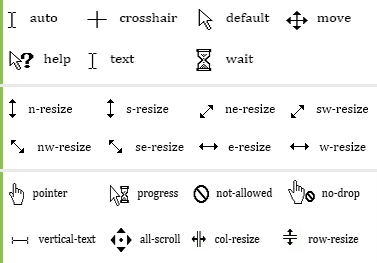 auto crosshair default move
help text wait
n-resize s-resize ne-resize sw-resize
nw-resize se-resize e-resize w-resize
pointer progress not-allowed no-drop
vertical-text all-scroll col-resize row-resize